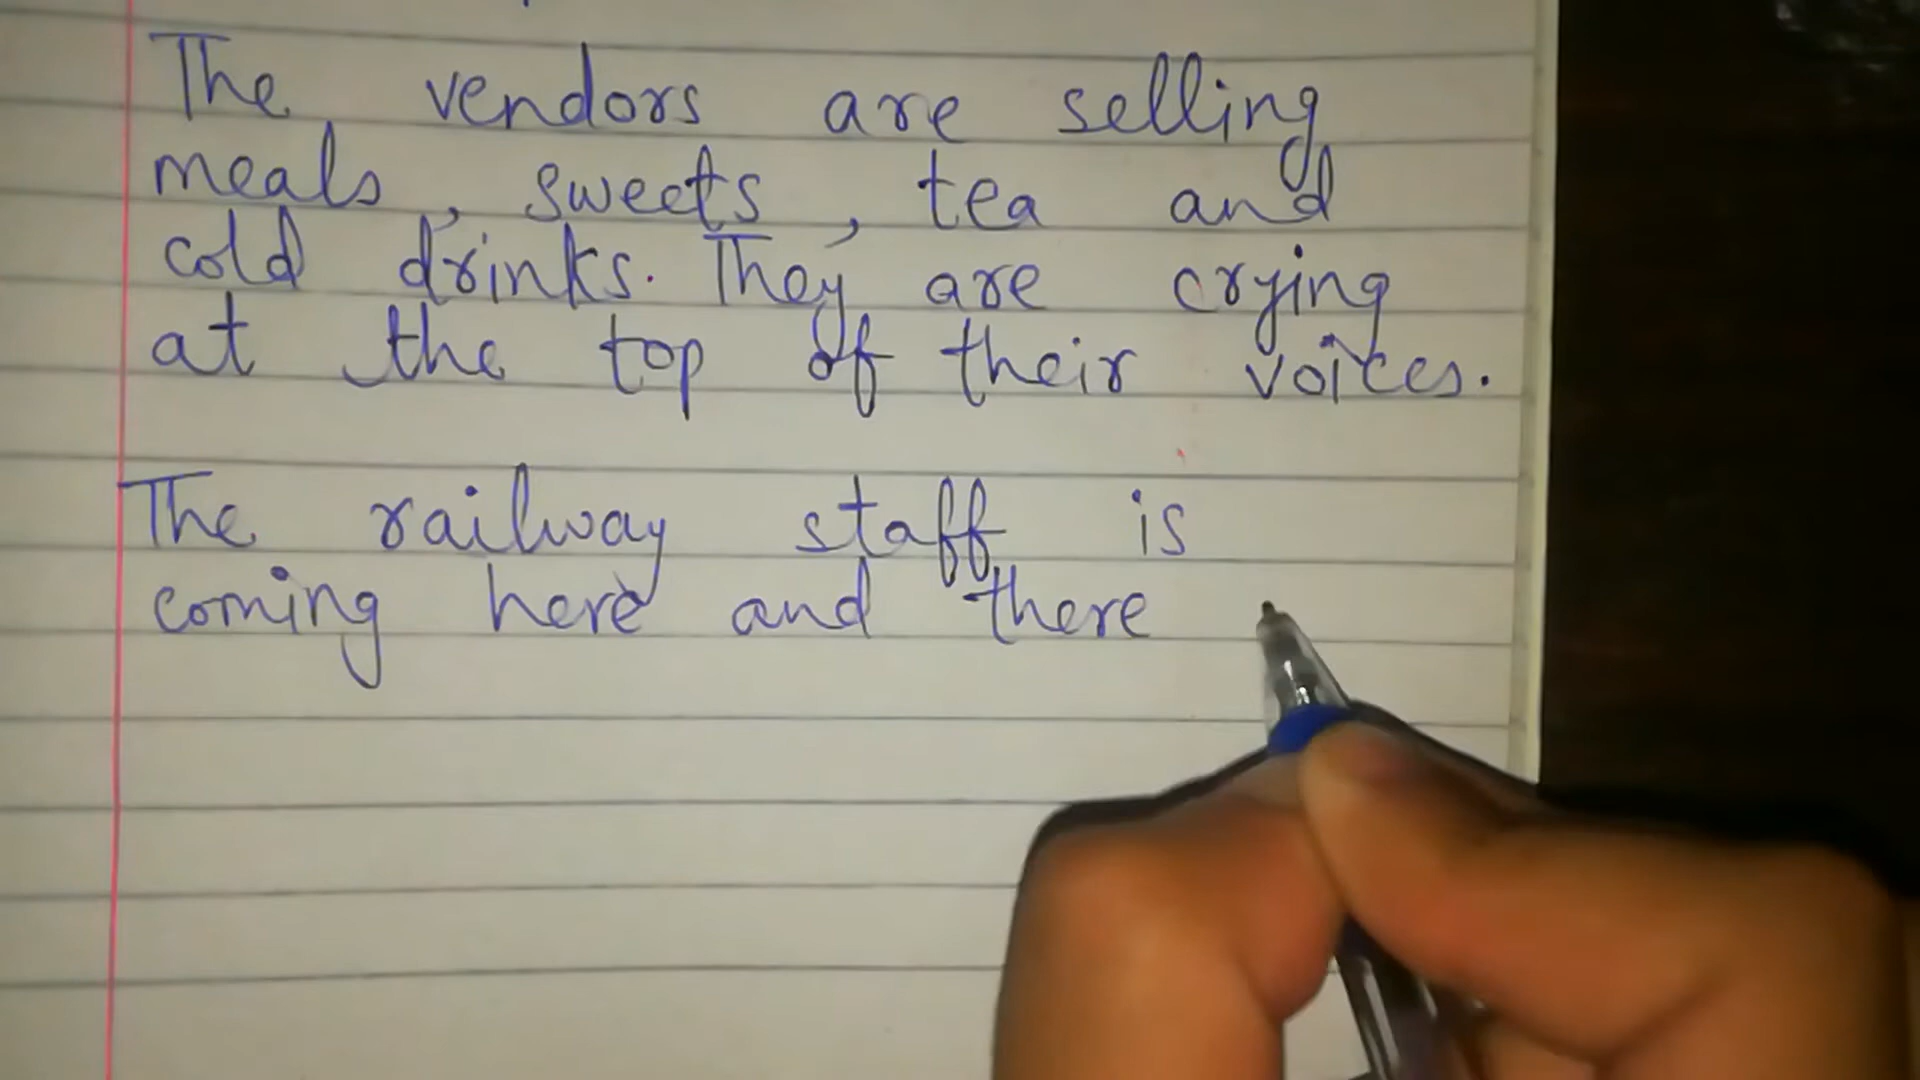 The vendors are selling
meals, sweets, tea and
cold drinks. They are crying
at the top of their voices.
The railway staff is
coming here and there